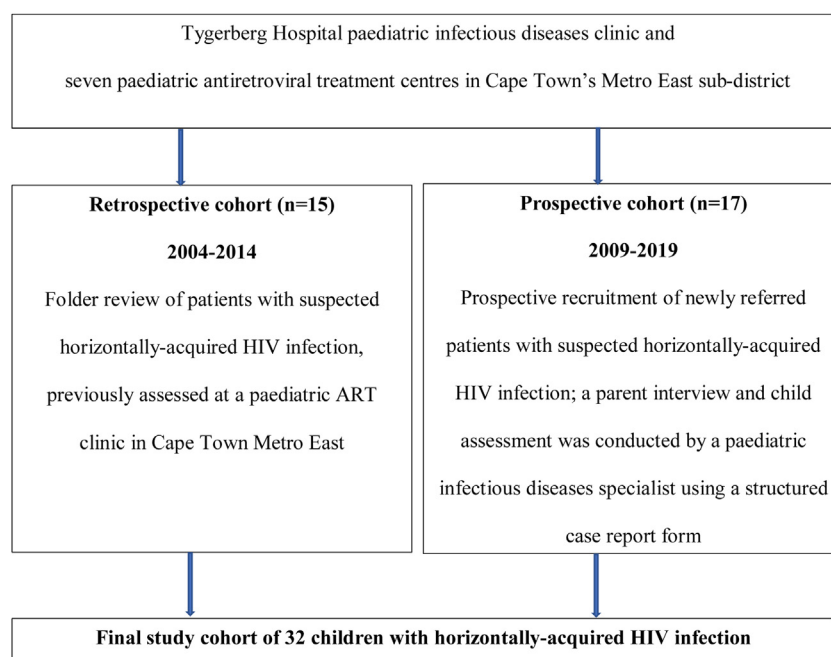 Tygerberg Hospital paediatric infectious diseases clinic and
seven paediatric antiretroviral treatment centres in Cape Town's Metro East sub-district
Retrospective cohort (n=15)
2004-2014
Folder review of patients with suspected
horizontally-acquired HIV infection,
previously assessed at a paediatric ART
clinic in Cape Town Metro East
Prospective cohort (n=17)
2009-2019
Prospective recruitment of newly referred
patients with suspected horizontally-acquired
HIV infection; a parent interview and child
assessment was conducted by a paediatric
infectious diseases specialist using a structured
case report form
Final study cohort of 32 children with horizontally-acquired HIV infection